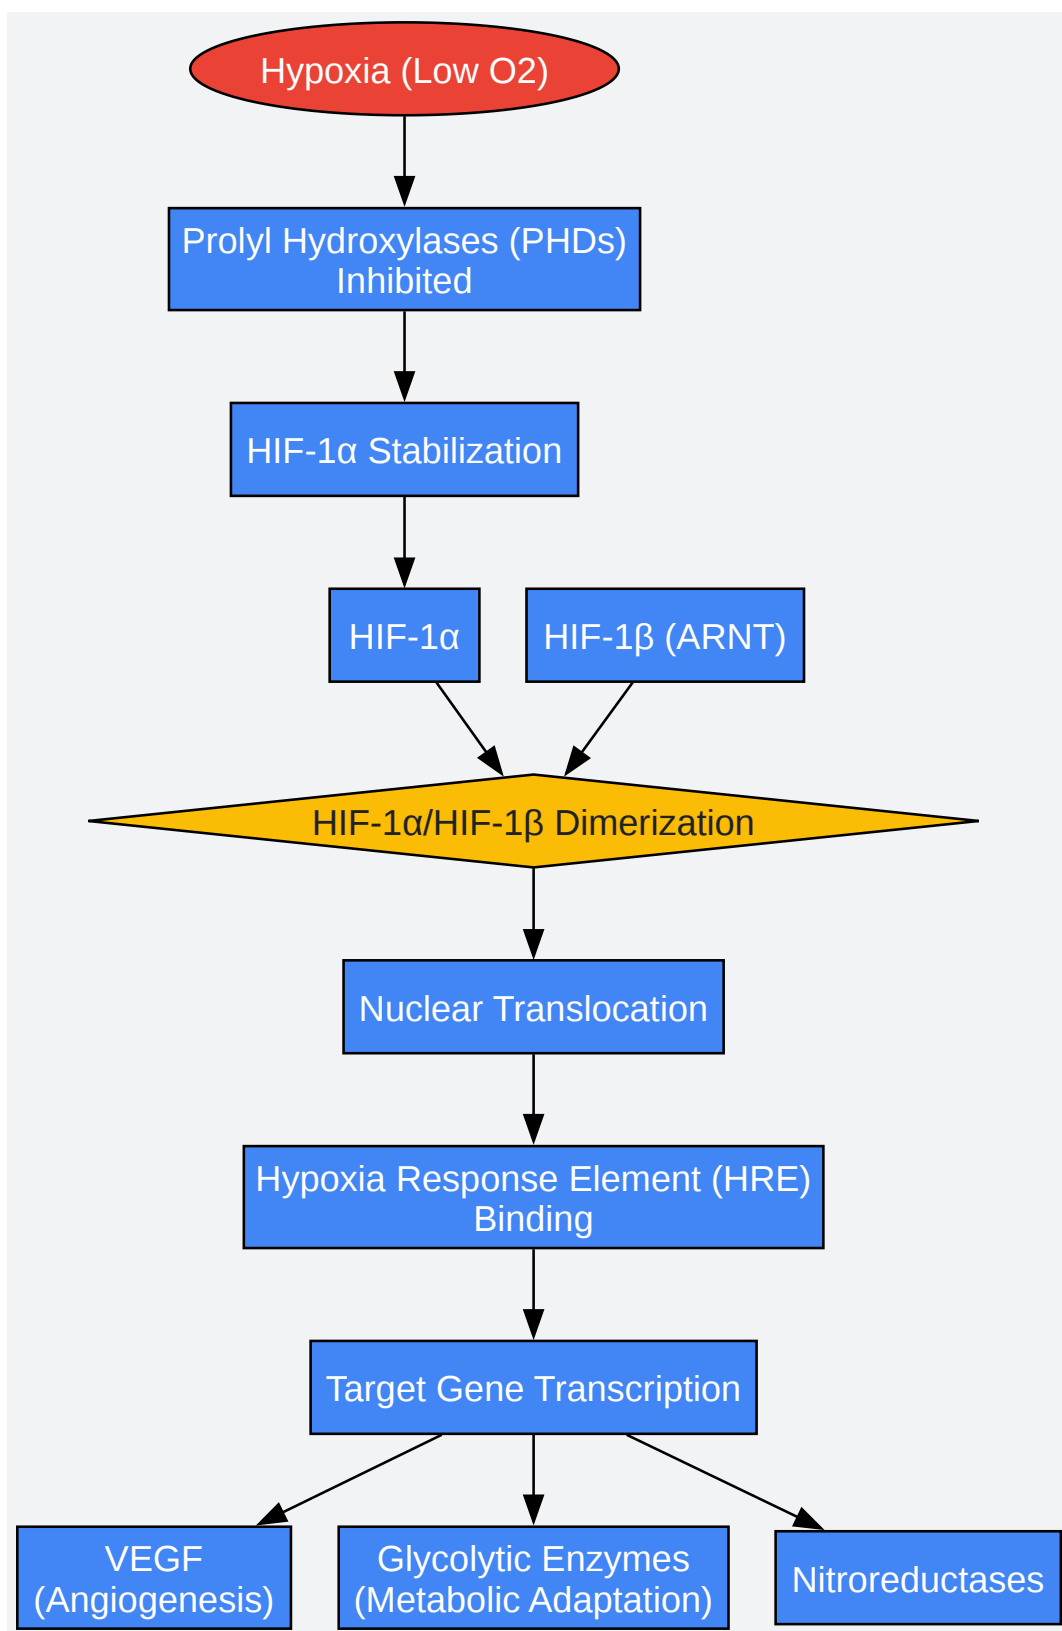 Hypoxia (Low O2)
Prolyl Hydroxylases (PHDs)
Inhibited
HIF-1α Stabilization
HIF-1α
HIF-1β (ARNT)
HIF-1α/HIF-1β Dimerization
Nuclear Translocation
Hypoxia Response Element (HRE)
Binding
Target Gene Transcription
VEGF
(Angiogenesis)
Glycolytic Enzymes
(Metabolic Adaptation)
Nitroreductases